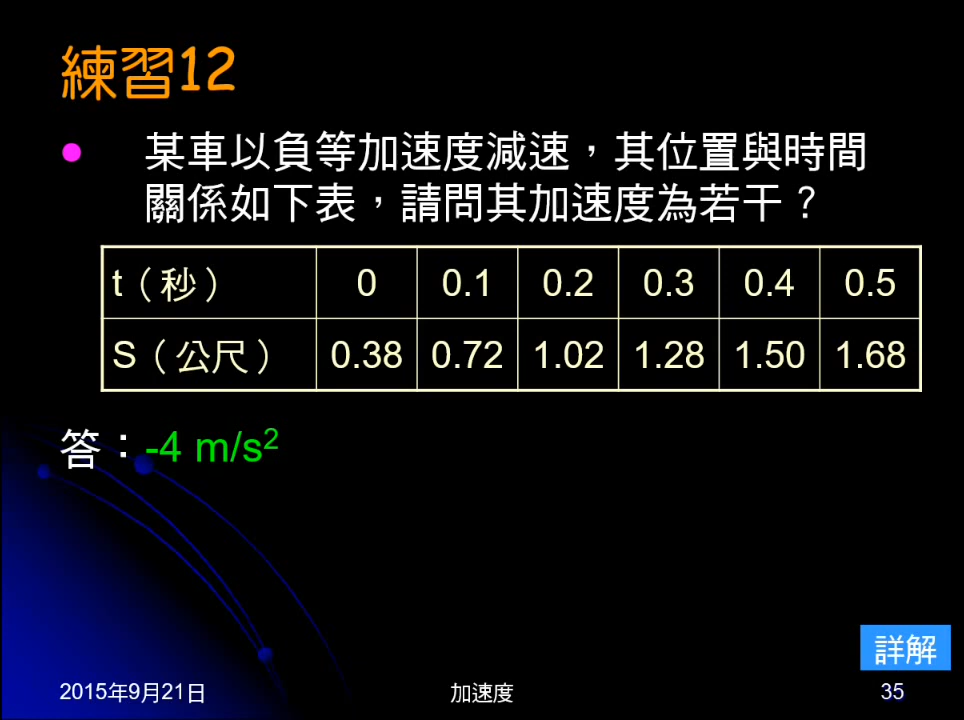 練習12
某車以負等加速度減速，其位置與時間
關係如下表，請問其加速度為若干？
t（秒） 0 0.1 0.2 0.3 0.4 0.5
S（公尺） 0.38 0.72 1.02 1.28 1.50 1.68
答：-4 m/s²
詳解
2015年9月21日 加速度 35